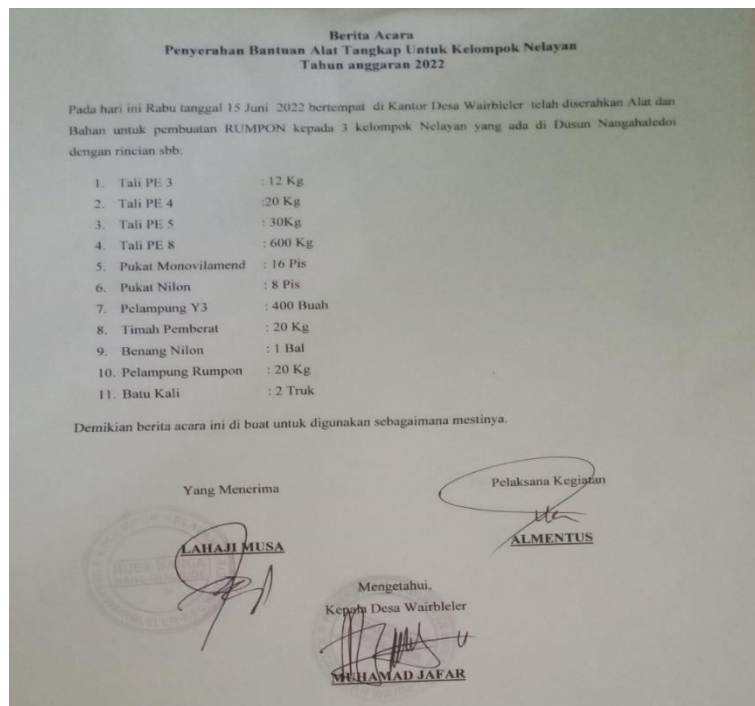 Berita Acara
Penyerahan Bantuan Alat Tangkap Untuk Kelompok Nelayan
Tahun anggaran 2022
Pada hari ini Rabu tanggal 15 Juni 2022 bertempat di Kantor Desa Wairbleler telah diserahkan Alat dan
Bahan untuk pembuatan RUMPON kepada 3 kelompok Nelayan yang ada di Dusun Nangahaledoi
dengan rincian sbb:
1. Tali PE 3 : 12 Kg
2. Tali PE 4 :20 Kg
3. Tali PE 5 : 30Kg
4. Tali PE 8 : 600 Kg
5. Pukat Monovilamend : 16 Pis
6. Pukat Nilon : 8 Pis
7. Pelampung Y3 : 400 Buah
8. Timah Pemberat : 20 Kg
9. Benang Nilon : 1 Bal
10. Pelampung Rumpon : 20 Kg
11. Batu Kali : 2 Truk
Demikian berita acara ini di buat untuk digunakan sebagaimana mestinya.
Yang Menerima
Pelaksana Kegiatan
LAHAJI MUSA
ALMENTUS
Mengetahui,
Kepala Desa Wairbleler
MUHAMAD JAFAR